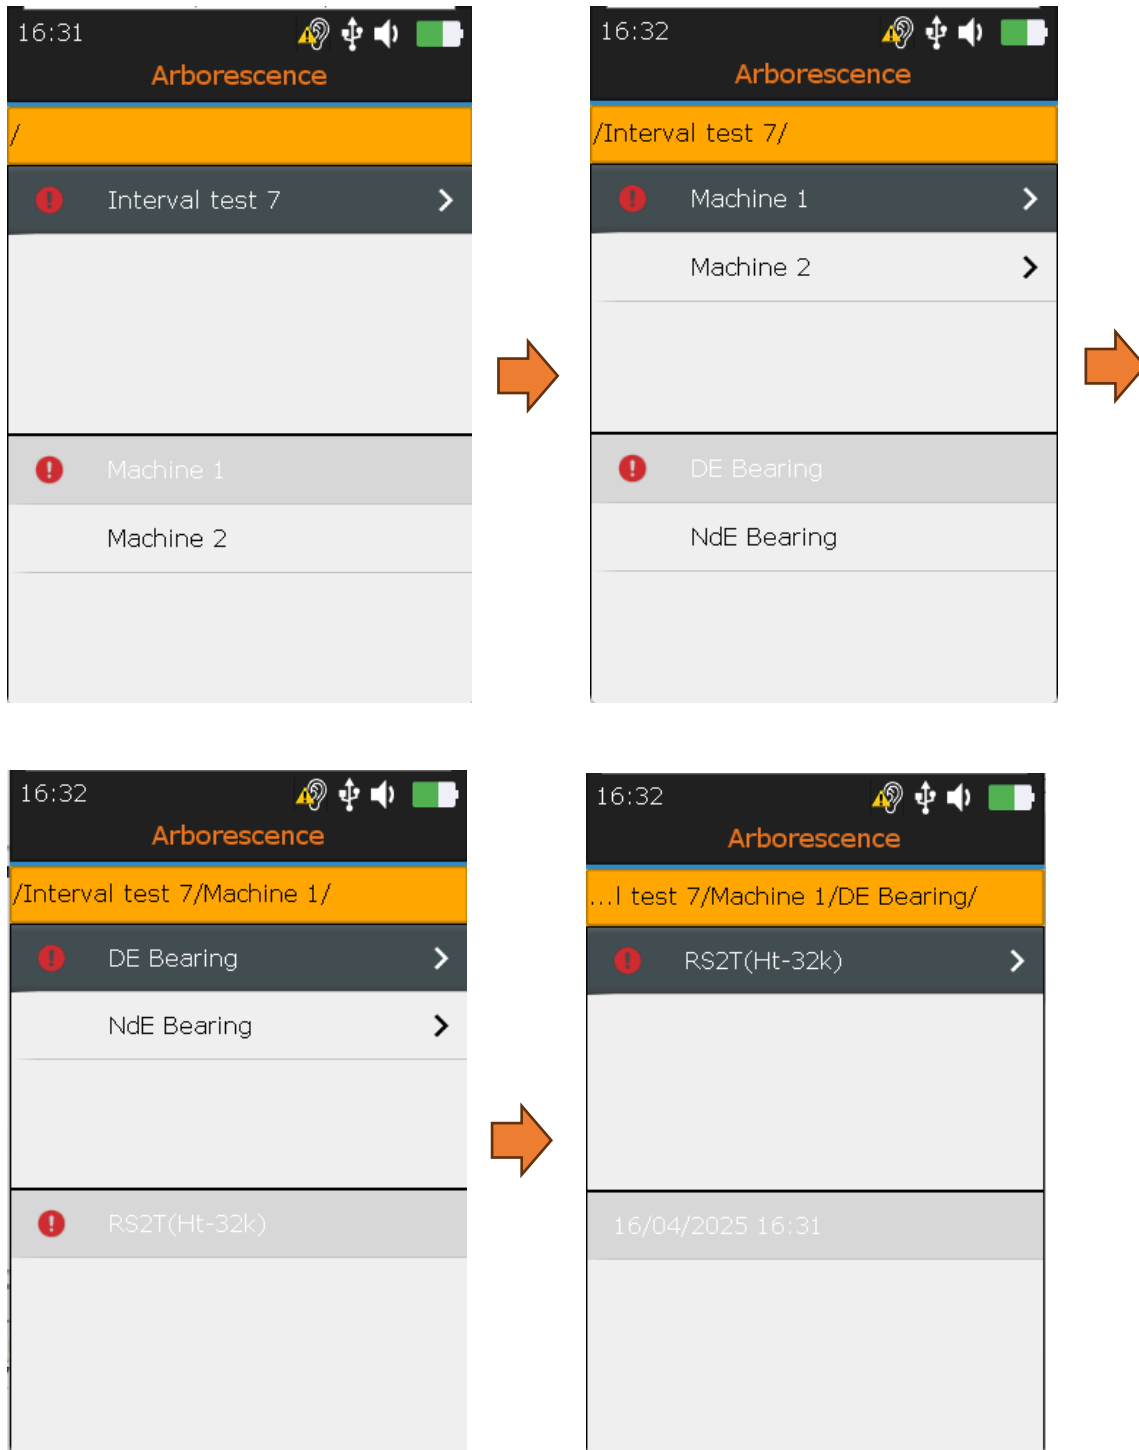 16:31
Arborescence
/
Interval test 7
Machine 1
Machine 2
16:32
Arborescence
/Interval test 7/
Machine 1
Machine 2
DE Bearing
NdE Bearing
16:32
Arborescence
/Interval test 7/Machine 1/
DE Bearing
NdE Bearing
RS2T(Ht-32k)
16:32
Arborescence
...l test 7/Machine 1/DE Bearing/
RS2T(Ht-32k)
16/04/2025 16:31